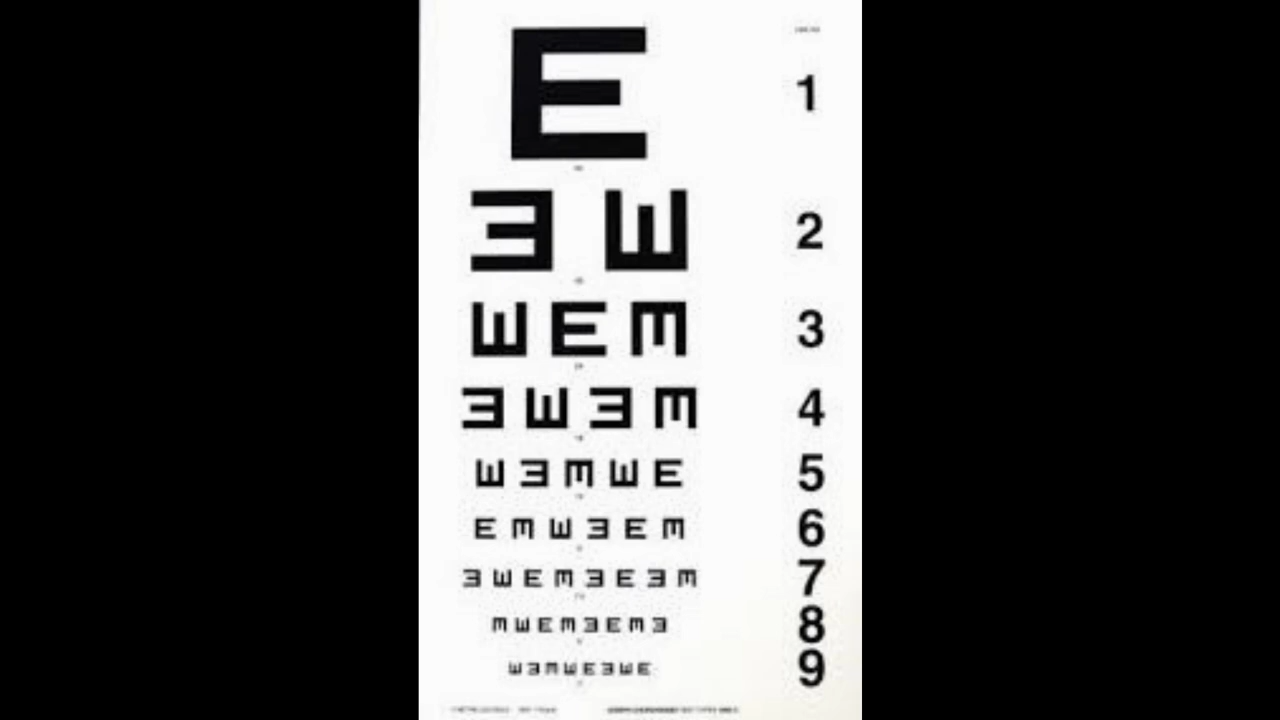 E 1
Ǝ Ш 2
Ш E M 3
Ǝ Ш Ǝ M 4
Ш Ǝ M Ш E 5
E M Ш Ǝ E M 6
Ǝ Ш E M Ǝ E Ǝ M 7
M Ш E M Ǝ E M Ǝ 8
Ш Ǝ M Ш E Ǝ Ш E 9